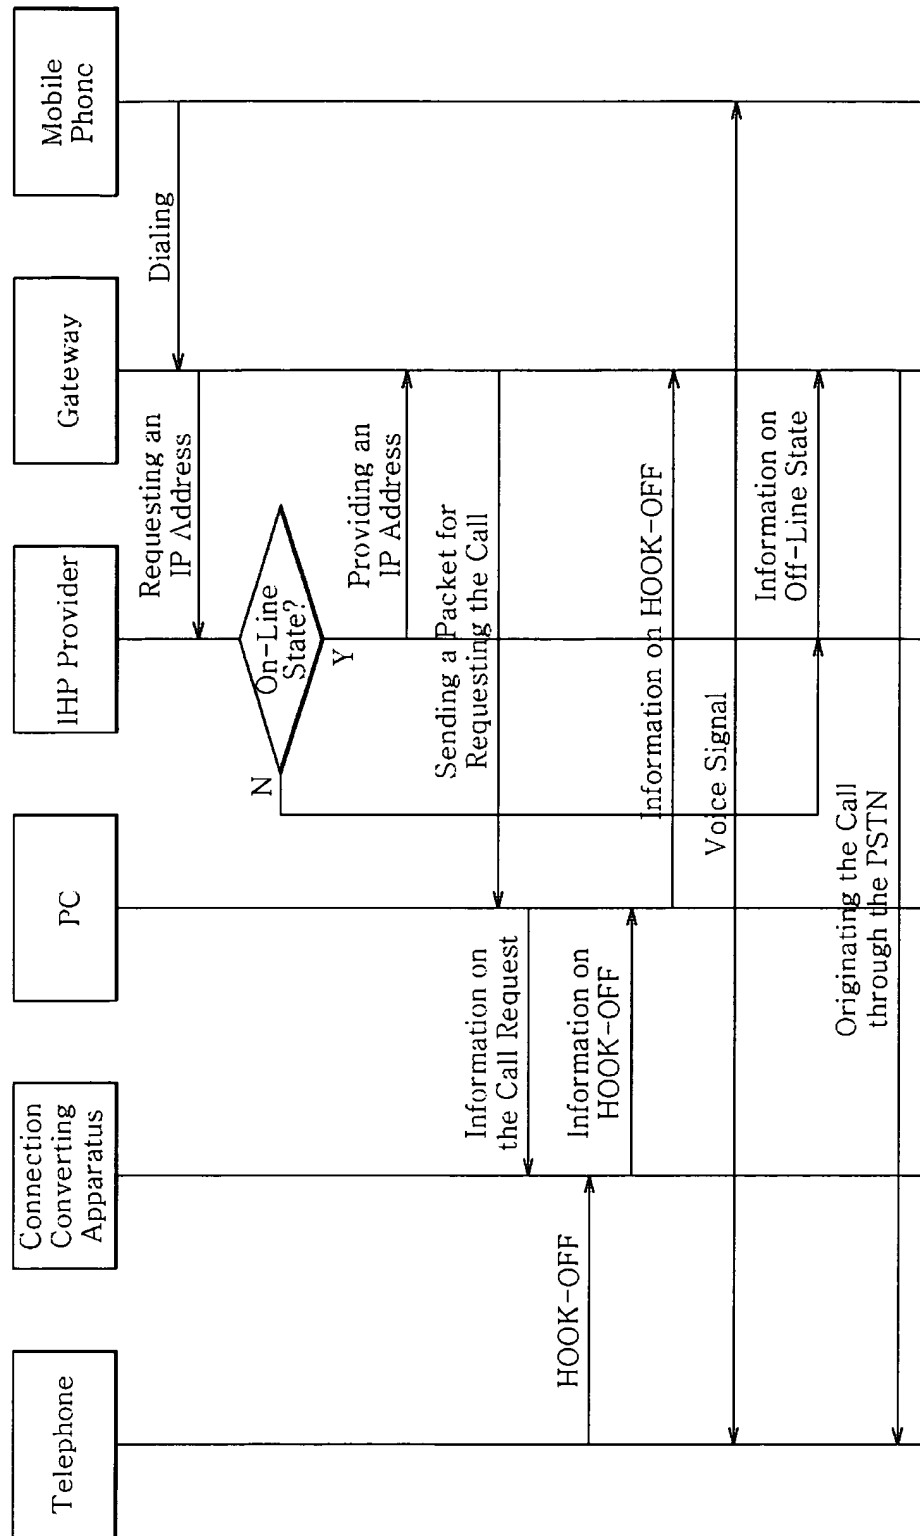 Telephone
Connection
Converting
Apparatus
PC
IHP Provider
Gateway
Mobile
Phone
Dialing
Requesting an
IP Address
On-Line
State?
N
Y
Providing an
IP Address
Sending a Packet for
Requesting the Call
Information on
the Call Request
HOOK-OFF
Information on
HOOK-OFF
Information on HOOK-OFF
Voice Signal
Information on
Off-Line State
Originating the Call
through the PSTN